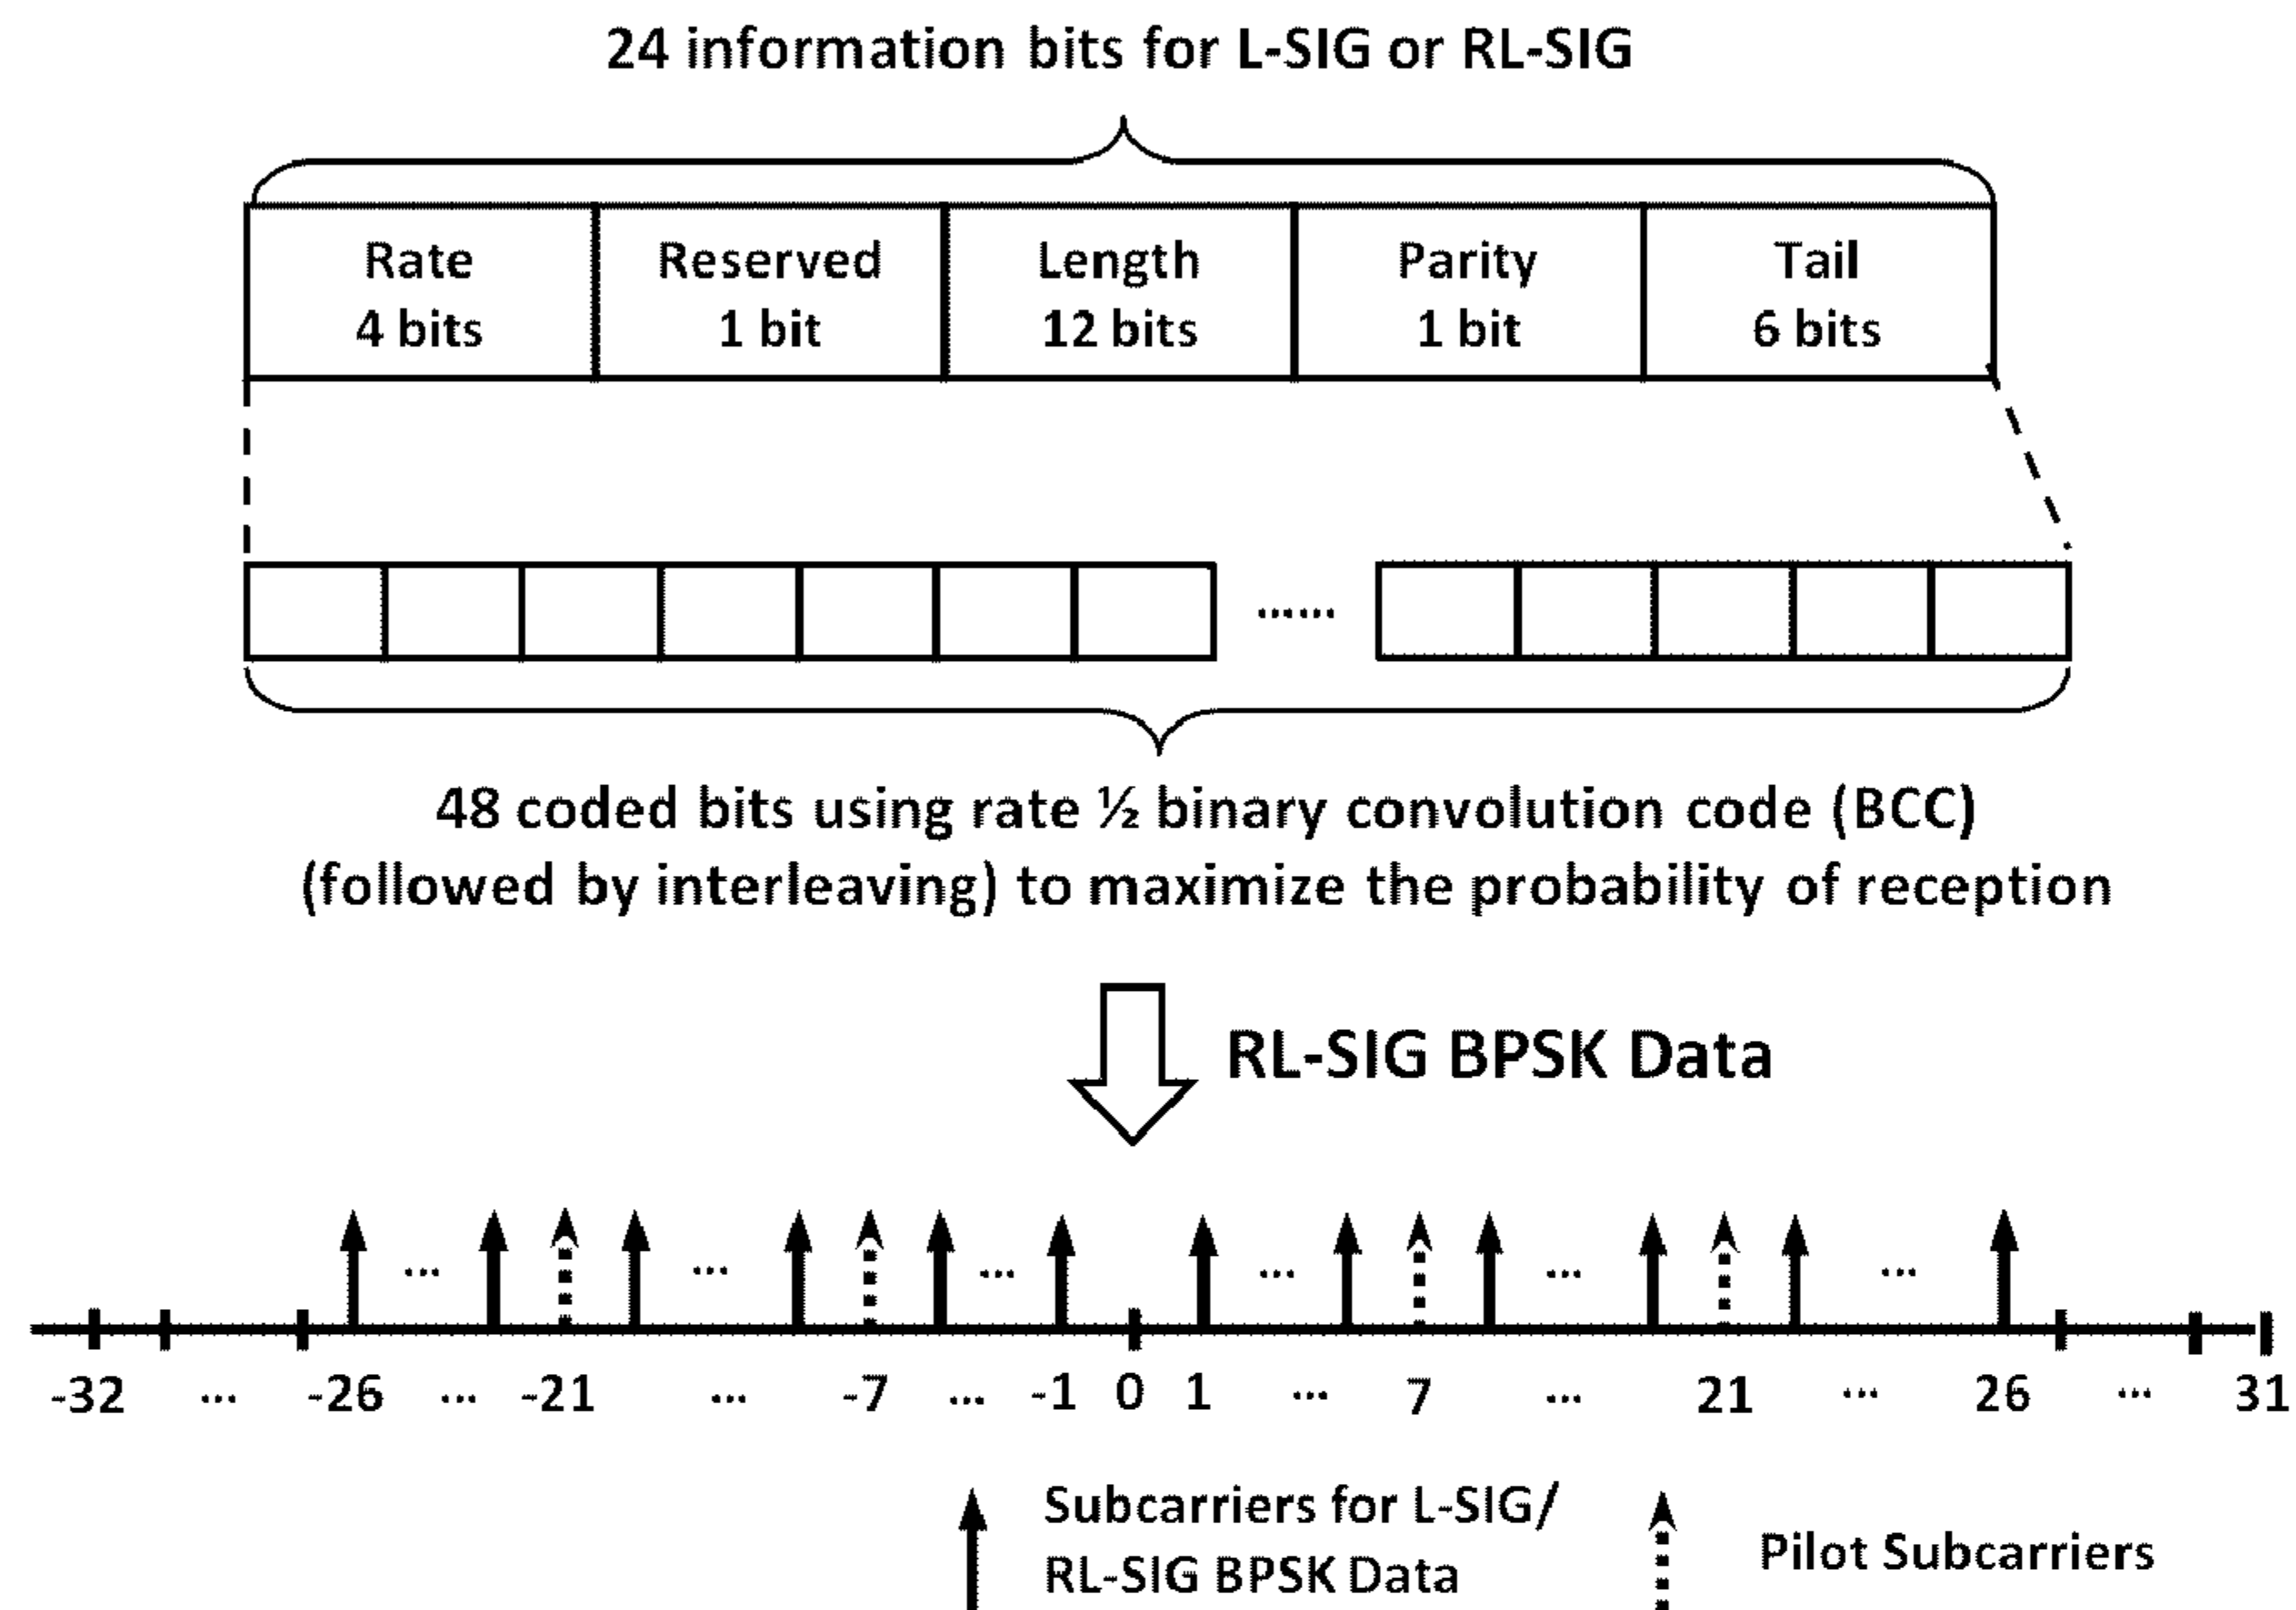 24 information bits for L-SIG or RL-SIG
Rate Reserved Length Parity Tail
4 bits 1 bit 12 bits 1 bit 6 bits
......
48 coded bits using rate ½ binary convolution code (BCC)
(followed by interleaving) to maximize the probability of reception
RL-SIG BPSK Data
... ... ... ... ... ...
-32 ... -26 ... -21 ... -7 ... -1 0 1 ... 7 ... 21 ... 26 ... 31
Subcarriers for L-SIG/
RL-SIG BPSK Data
Pilot Subcarriers